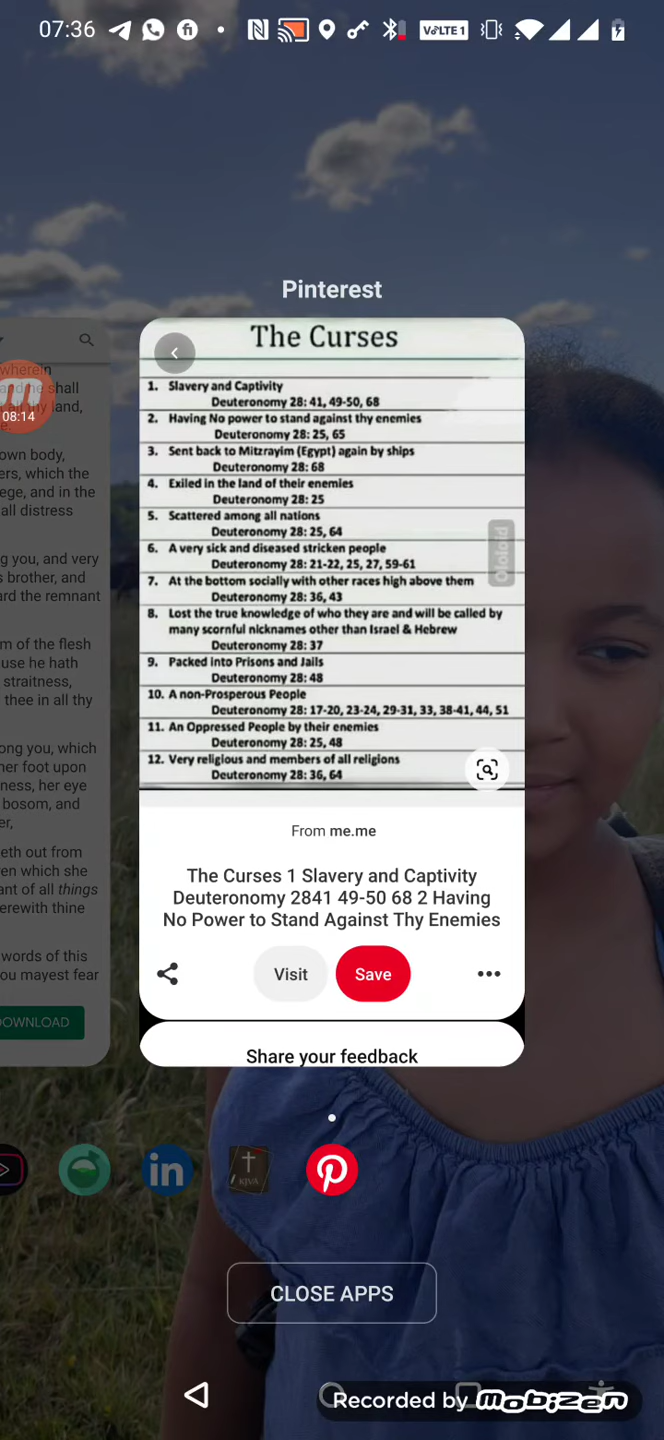 07:36
VoLTE 1
Pinterest
The Curses
1. Slavery and Captivity
Deuteronomy 28: 41, 49-50, 68
2. Having No power to stand against thy enemies
Deuteronomy 28: 25, 65
3. Sent back to Mitzrayim (Egypt) again by ships
Deuteronomy 28: 68
4. Exiled in the land of their enemies
Deuteronomy 28: 25
5. Scattered among all nations
Deuteronomy 28: 25, 64
6. A very sick and diseased stricken people
Deuteronomy 28: 21-22, 25, 27, 59-61
7. At the bottom socially with other races high above them
Deuteronomy 28: 36, 43
8. Lost the true knowledge of who they are and will be called by
many scornful nicknames other than Israel & Hebrew
Deuteronomy 28: 37
9. Packed into Prisons and Jails
Deuteronomy 28: 48
10. A non-Prosperous People
Deuteronomy 28: 17-20, 23-24, 29-31, 33, 38-41, 44, 51
11. An Oppressed People by their enemies
Deuteronomy 28: 25, 48
12. Very religious and members of all religions
Deuteronomy 28: 36, 64
From me.me
The Curses 1 Slavery and Captivity
Deuteronomy 2841 49-50 68 2 Having
No Power to Stand Against Thy Enemies
Visit
Save
Share your feedback
wherein
shall
thy land,
08:14
own body,
ers, which the
ege, and in the
all distress
g you, and very
s brother, and
ard the remnant
m of the flesh
use he hath
straitness,
thee in all thy
ong you, which
her foot upon
ness, her eye
bosom, and
er,
eth out from
en which she
ant of all things
erewith thine
words of this
ou mayest fear
DOWNLOAD
in
KJVA
CLOSE APPS
Recorded by mobizen